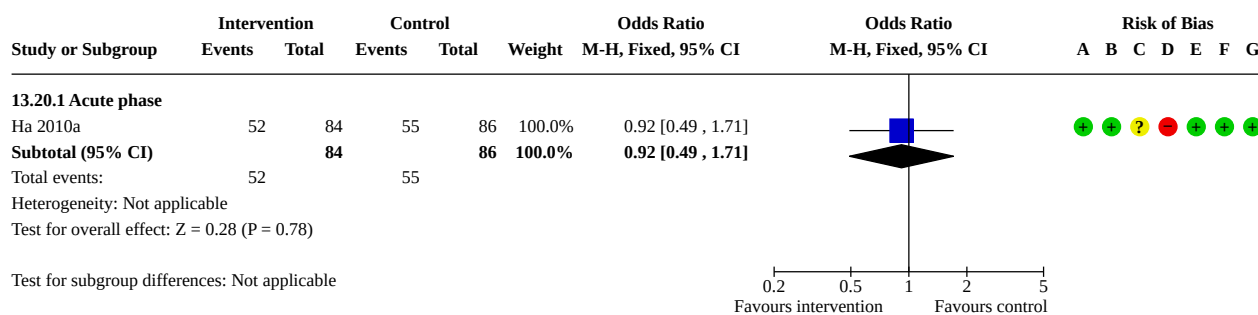 Intervention Control Odds Ratio Odds Ratio Risk of Bias
Study or Subgroup Events Total Events Total Weight M-H, Fixed, 95% CI M-H, Fixed, 95% CI A B C D E F G
13.20.1 Acute phase
Ha 2010a 52 84 55 86 100.0% 0.92 [0.49 , 1.71] + + ? − + + +
Subtotal (95% CI) 84 86 100.0% 0.92 [0.49 , 1.71]
Total events: 52 55
Heterogeneity: Not applicable
Test for overall effect: Z = 0.28 (P = 0.78)
Test for subgroup differences: Not applicable
0.2 0.5 1 2 5
Favours intervention Favours control